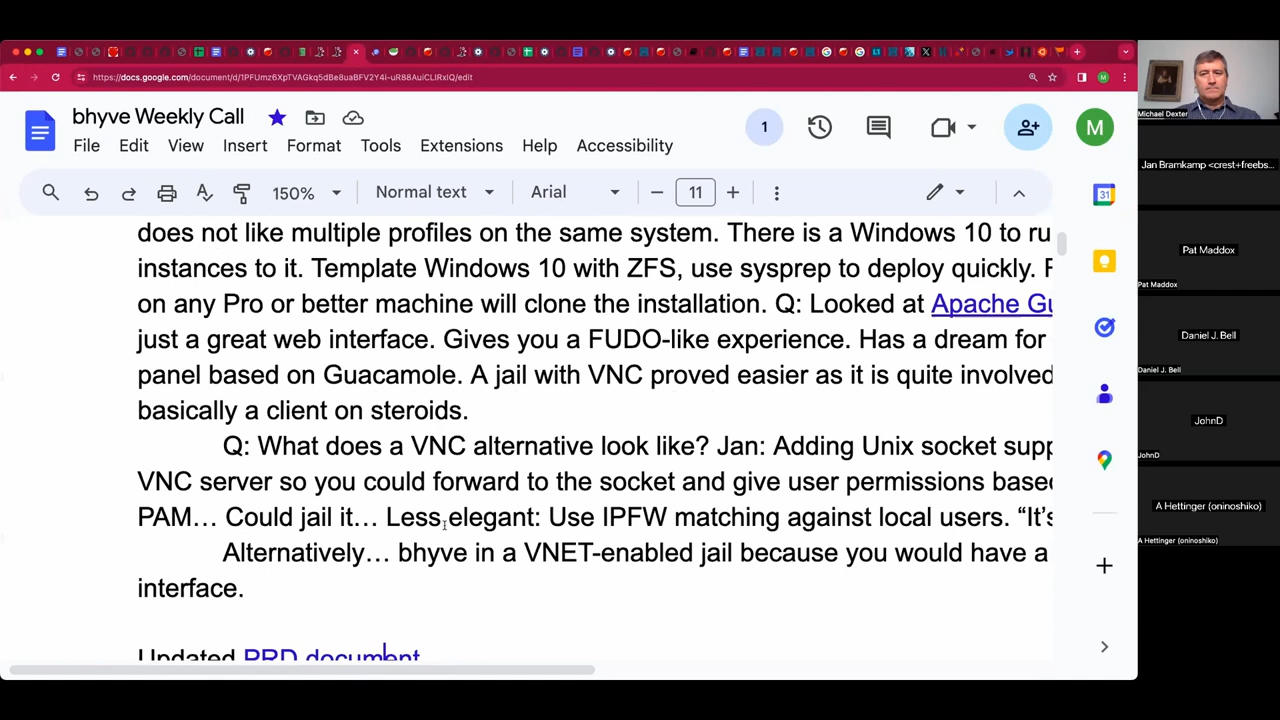 https://docs.google.com/document/d/1PFUmz6XpTVAGkq5dBe8uaBFV2Y4i-uR88AuiCLIRxIQ/edit
bhyve Weekly Call
File Edit View Insert Format Tools Extensions Help Accessibility
1
M
150% Normal text Arial 11
31
does not like multiple profiles on the same system. There is a Windows 10 to ru
instances to it. Template Windows 10 with ZFS, use sysprep to deploy quickly. F
on any Pro or better machine will clone the installation. Q: Looked at Apache Gu
just a great web interface. Gives you a FUDO-like experience. Has a dream for
panel based on Guacamole. A jail with VNC proved easier as it is quite involved
basically a client on steroids.
Q: What does a VNC alternative look like? Jan: Adding Unix socket supp
VNC server so you could forward to the socket and give user permissions base
PAM… Could jail it… Less elegant: Use IPFW matching against local users. “It’s
Alternatively… bhyve in a VNET-enabled jail because you would have a
interface.
Updated PRD document
Michael Dexter
Jan Bramkamp <crest+freebs...
Pat Maddox
Pat Maddox
Daniel J. Bell
Daniel J. Bell
JohnD
JohnD
A Hettinger (oninoshiko)
A Hettinger (oninoshiko)